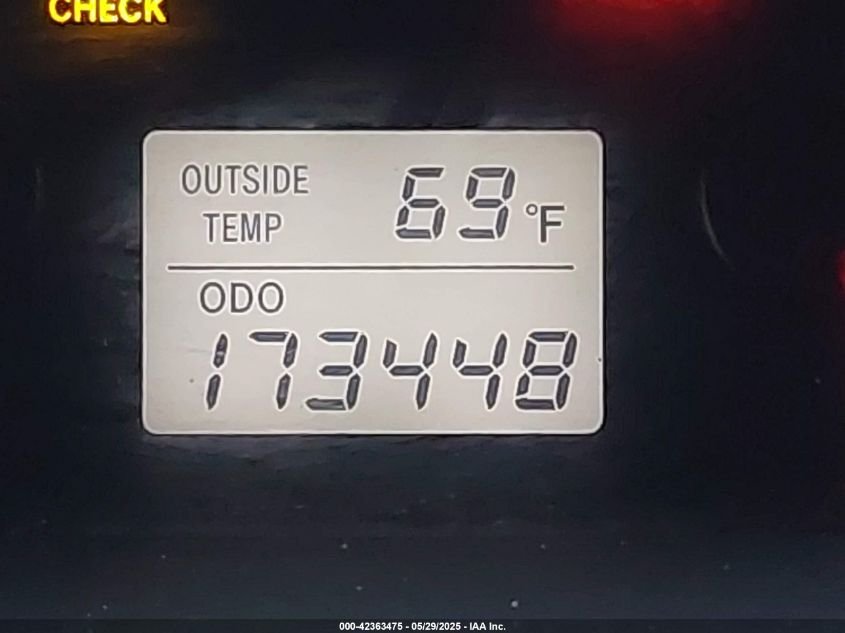 CHECK
OUTSIDE
TEMP 69 °F
ODO
173448
000-42363475 - 05/29/2025 - IAA Inc.